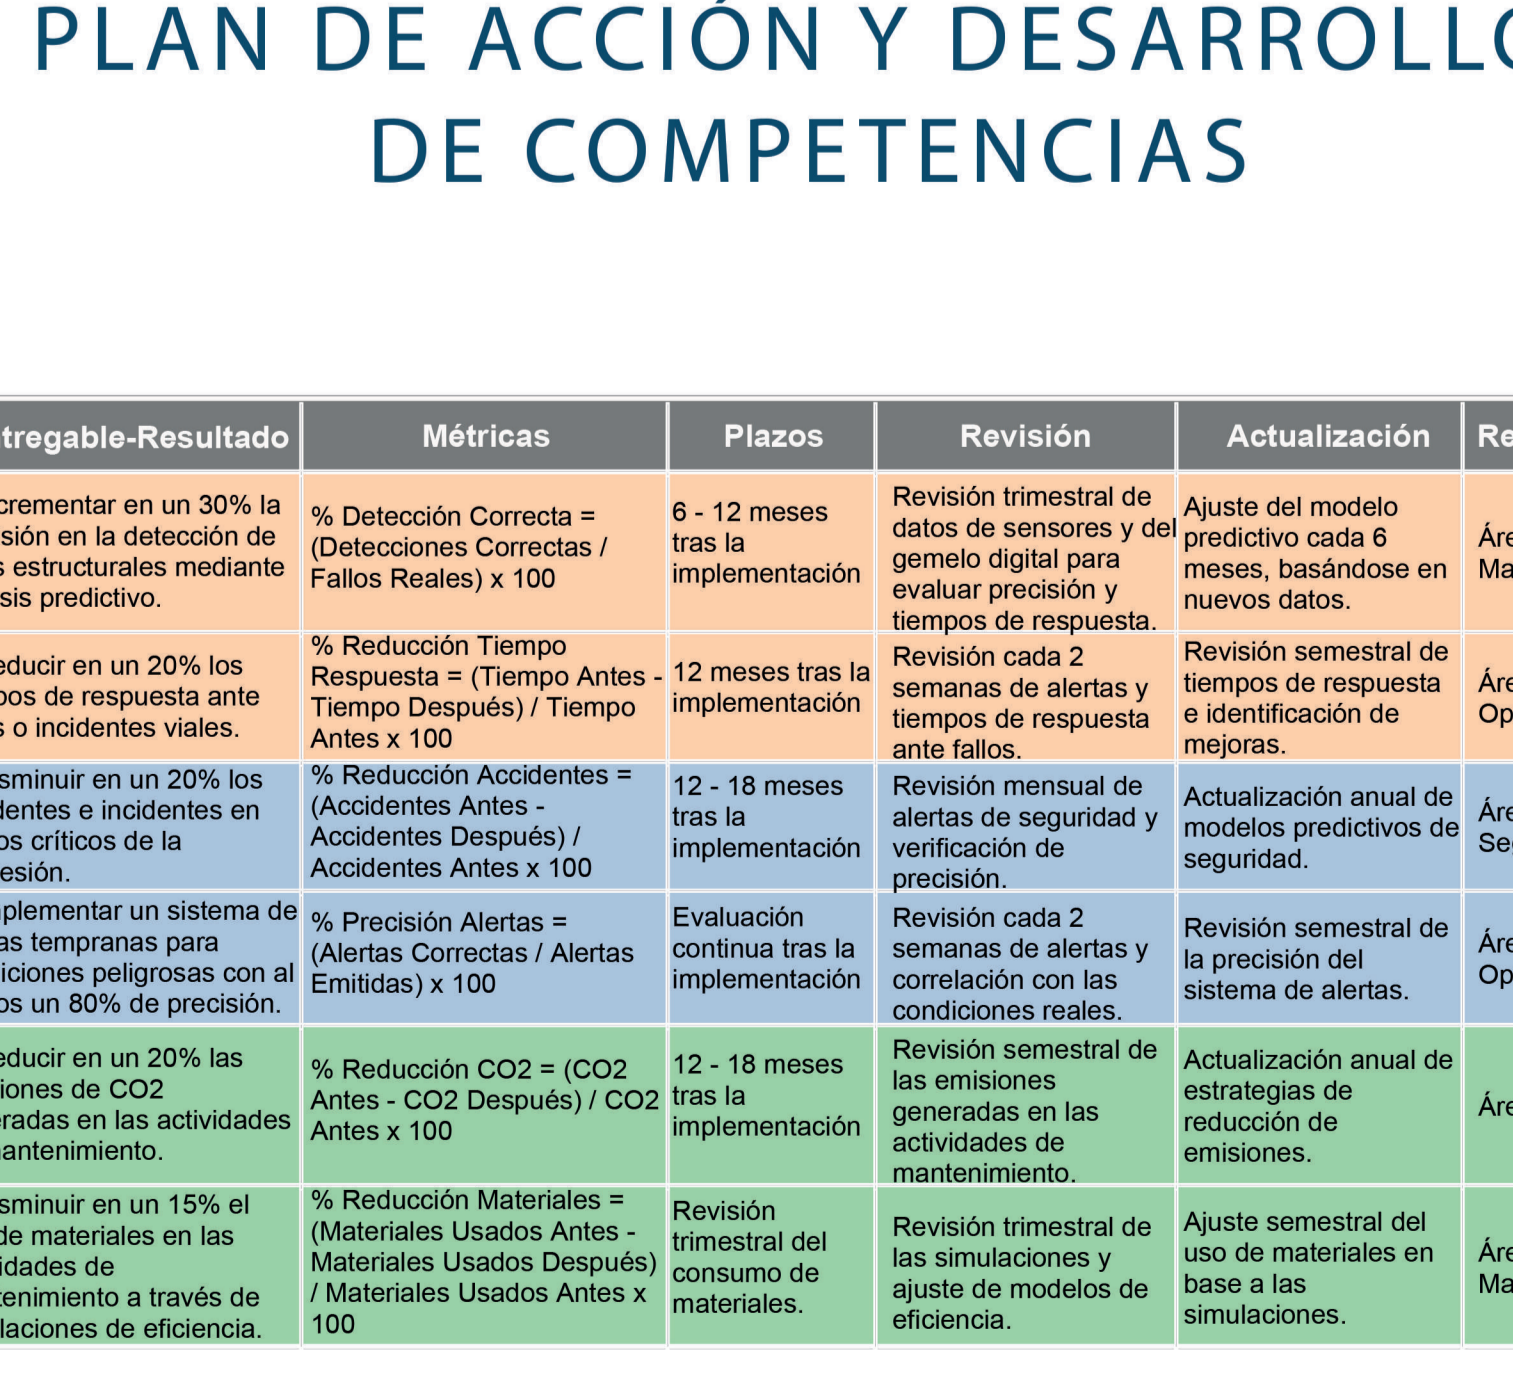 PLAN DE ACCIÓN Y DESARROLLO
DE COMPETENCIAS
tregable-Resultado
Métricas
Plazos
Revisión
Actualización
Re
crementar en un 30% la
sión en la detección de
s estructurales mediante
sis predictivo.
% Detección Correcta =
(Detecciones Correctas /
Fallos Reales) x 100
6 - 12 meses
tras la
implementación
Revisión trimestral de
datos de sensores y del
gemelo digital para
evaluar precisión y
tiempos de respuesta.
Ajuste del modelo
predictivo cada 6
meses, basándose en
nuevos datos.
Áre
Ma
educir en un 20% los
pos de respuesta ante
s o incidentes viales.
% Reducción Tiempo
Respuesta = (Tiempo Antes -
Tiempo Después) / Tiempo
Antes x 100
12 meses tras la
implementación
Revisión cada 2
semanas de alertas y
tiempos de respuesta
ante fallos.
Revisión semestral de
tiempos de respuesta
e identificación de
mejoras.
Áre
Op
sminuir en un 20% los
dentes e incidentes en
os críticos de la
esión.
% Reducción Accidentes =
(Accidentes Antes -
Accidentes Después) /
Accidentes Antes x 100
12 - 18 meses
tras la
implementación
Revisión mensual de
alertas de seguridad y
verificación de
precisión.
Actualización anual de
modelos predictivos de
seguridad.
Áre
Seg
plementar un sistema de
as tempranas para
iciones peligrosas con al
os un 80% de precisión.
% Precisión Alertas =
(Alertas Correctas / Alertas
Emitidas) x 100
Evaluación
continua tras la
implementación
Revisión cada 2
semanas de alertas y
correlación con las
condiciones reales.
Revisión semestral de
la precisión del
sistema de alertas.
Áre
Op
educir en un 20% las
iones de CO2
eradas en las actividades
antenimiento.
% Reducción CO2 = (CO2
Antes - CO2 Después) / CO2
Antes x 100
12 - 18 meses
tras la
implementación
Revisión semestral de
las emisiones
generadas en las
actividades de
mantenimiento.
Actualización anual de
estrategias de
reducción de
emisiones.
Áre
sminuir en un 15% el
de materiales en las
idades de
tenimiento a través de
laciones de eficiencia.
% Reducción Materiales =
(Materiales Usados Antes -
Materiales Usados Después)
/ Materiales Usados Antes x
100
Revisión
trimestral del
consumo de
materiales.
Revisión trimestral de
las simulaciones y
ajuste de modelos de
eficiencia.
Ajuste semestral del
uso de materiales en
base a las
simulaciones.
Áre
Ma